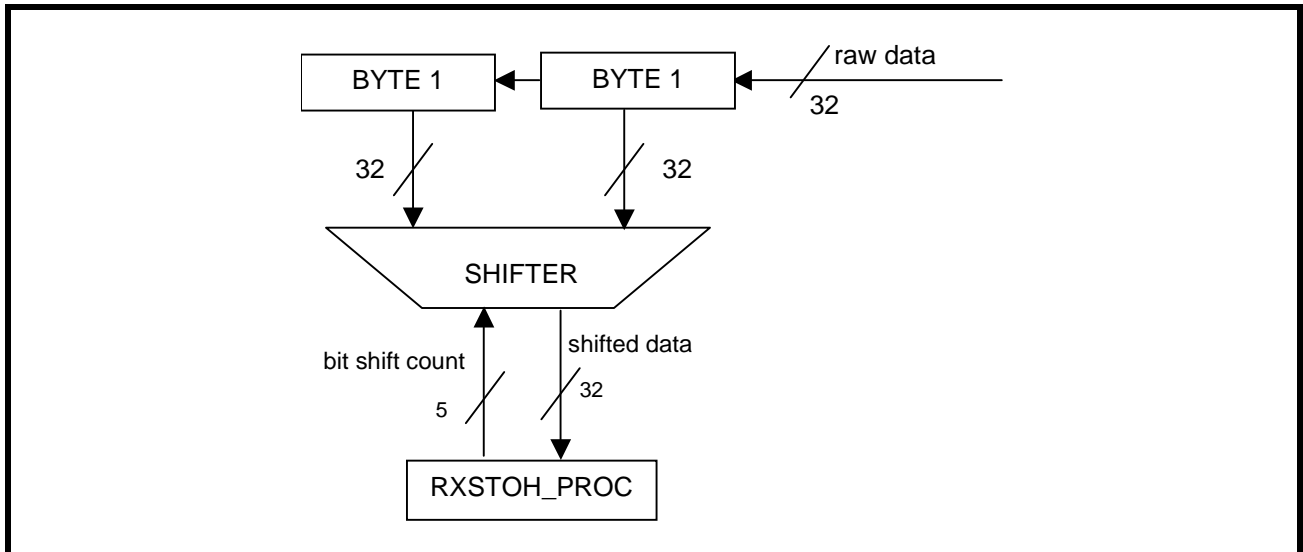 raw data
BYTE 1
BYTE 1
32
32
32
SHIFTER
shifted data
bit shift count
32
5
RXSTOH_PROC